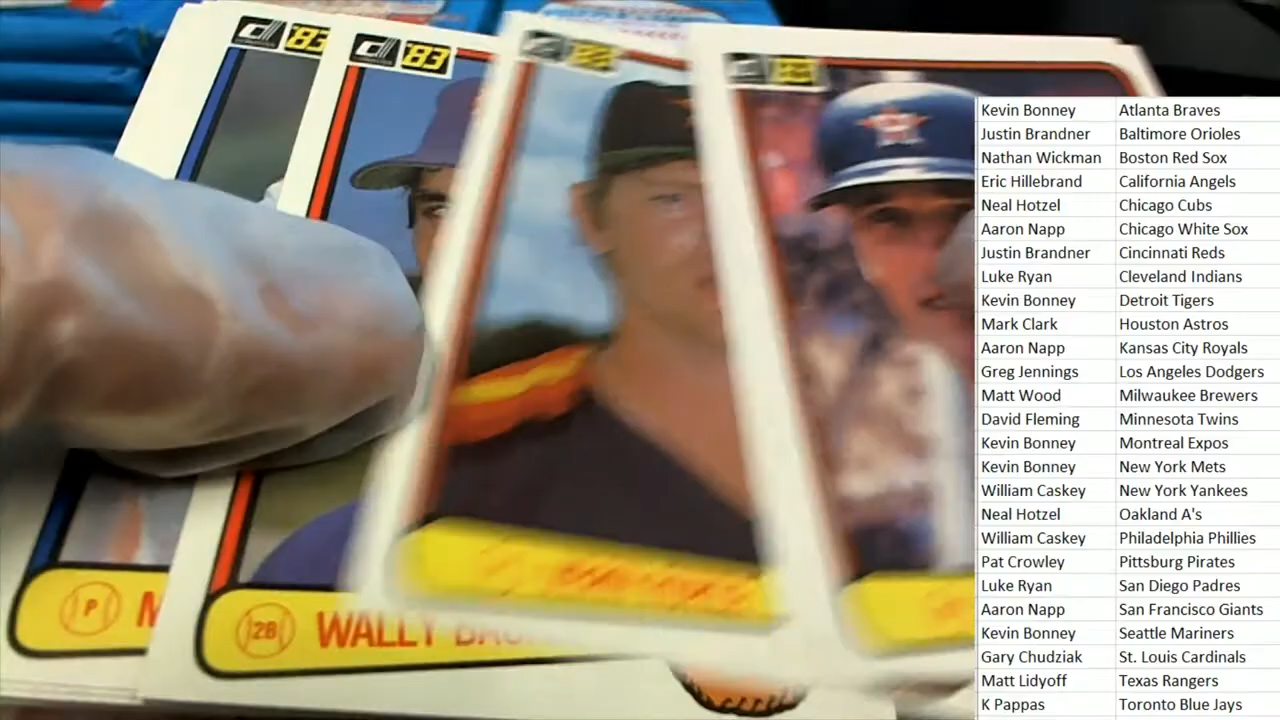 '83
'83
'83
'83
P M
2B WALLY BAC
Kevin Bonney Atlanta Braves
Justin Brandner Baltimore Orioles
Nathan Wickman Boston Red Sox
Eric Hillebrand California Angels
Neal Hotzel Chicago Cubs
Aaron Napp Chicago White Sox
Justin Brandner Cincinnati Reds
Luke Ryan Cleveland Indians
Kevin Bonney Detroit Tigers
Mark Clark Houston Astros
Aaron Napp Kansas City Royals
Greg Jennings Los Angeles Dodgers
Matt Wood Milwaukee Brewers
David Fleming Minnesota Twins
Kevin Bonney Montreal Expos
Kevin Bonney New York Mets
William Caskey New York Yankees
Neal Hotzel Oakland A's
William Caskey Philadelphia Phillies
Pat Crowley Pittsburg Pirates
Luke Ryan San Diego Padres
Aaron Napp San Francisco Giants
Kevin Bonney Seattle Mariners
Gary Chudziak St. Louis Cardinals
Matt Lidyoff Texas Rangers
K Pappas Toronto Blue Jays